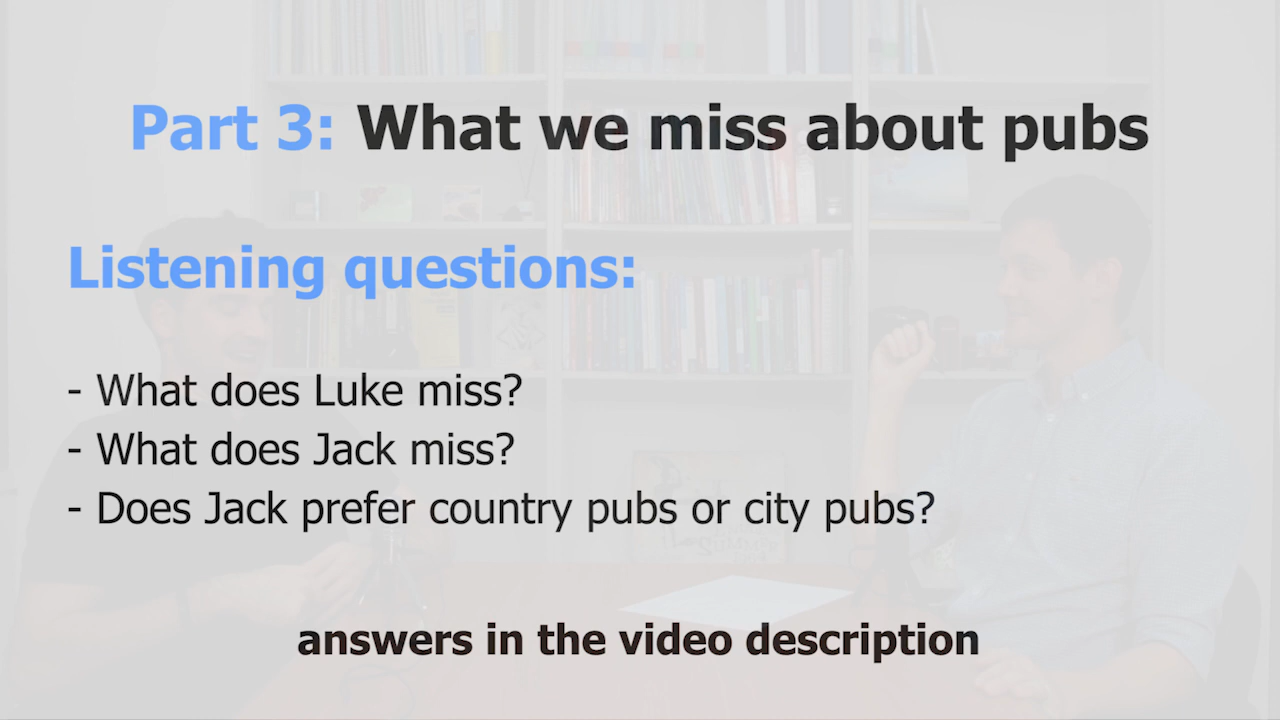 Part 3: What we miss about pubs
Listening questions:
- What does Luke miss?
- What does Jack miss?
- Does Jack prefer country pubs or city pubs?
answers in the video description